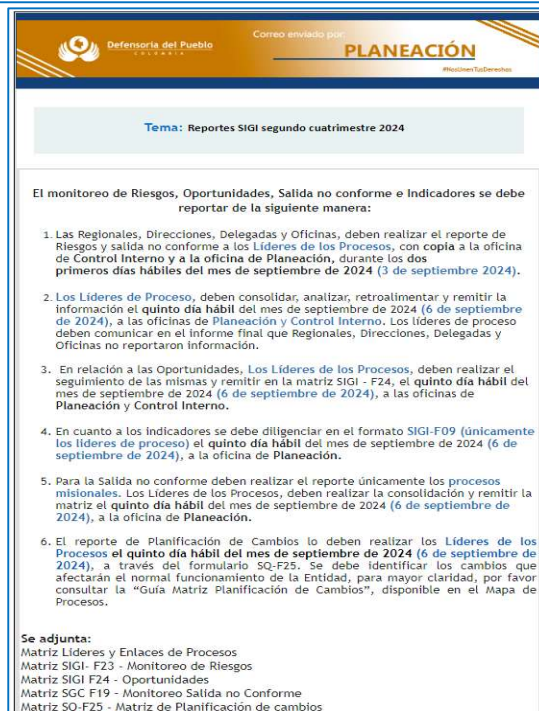 Defensoría del Pueblo
COLOMBIA
Correo enviado por:
PLANEACIÓN
#NosUnenTusDerechos
Tema: Reportes SIGI segundo cuatrimestre 2024
El monitoreo de Riesgos, Oportunidades, Salida no conforme e Indicadores se debe
reportar de la siguiente manera:
1. Las Regionales, Direcciones, Delegadas y Oficinas, deben realizar el reporte de
Riesgos y salida no conforme a los Líderes de los Procesos, con copia a la oficina
de Control Interno y a la oficina de Planeación, durante los dos
primeros días hábiles del mes de septiembre de 2024 (3 de septiembre 2024).
2. Los Líderes de Proceso, deben consolidar, analizar, retroalimentar y remitir la
información el quinto día hábil del mes de septiembre 2024 (6 de septiembre
de 2024), a las oficinas de Planeación y Control Interno. Los líderes de proceso
deben comunicar en el informe final que Regionales, Direcciones, Delegadas y
Oficinas no reportaron información.
3. En relación a las Oportunidades, Los Líderes de los Procesos, deben realizar el
seguimiento de las mismas y remitir en la matriz SIGI - F24, el quinto día hábil del
mes de septiembre de 2024 (6 de septiembre de 2024), a las oficinas de
Planeación y Control Interno.
4. En cuanto a los indicadores se debe diligenciar en el formato SIGI-F09 (únicamente
los lideres de proceso) el quinto día hábil del mes de septiembre de 2024 (6 de
septiembre de 2024), a la oficina de Planeación.
5. Para la Salida no conforme deben realizar el reporte únicamente los procesos
misionales. Los Líderes de los Procesos, deben realizar la consolidación y remitir la
matriz el quinto día hábil del mes de septiembre de 2024 (6 de septiembre de
2024), a la oficina de Planeación.
6. El reporte de Planificación de Cambios lo deben realizar los Líderes de los
Procesos el quinto día hábil del mes de septiembre de 2024 (6 de septiembre de
2024), a través del formulario SQ-F25. Se debe identificar los cambios que
afectarán el normal funcionamiento de la Entidad, para mayor claridad, por favor
consultar la “Guía Matriz Planificación de Cambios”, disponible en el Mapa de
Procesos.
Se adjunta:
Matriz Líderes y Enlaces de Procesos
Matriz SIGI- F23 - Monitoreo de Riesgos
Matriz SIGI F24 - Oportunidades
Matriz SGC F19 - Monitoreo Salida no Conforme
Matriz SQ-F25 - Matriz de Planificación de cambios